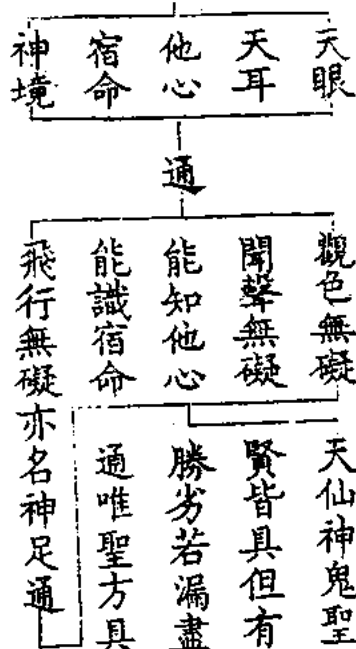 天眼
天耳
他心
宿命
神境
通
觀色無礙
聞聲無礙
能知他心
能識宿命
飛行無礙亦名神足通
天仙神鬼聖
賢皆具但有
勝劣若漏盡
通唯聖方具